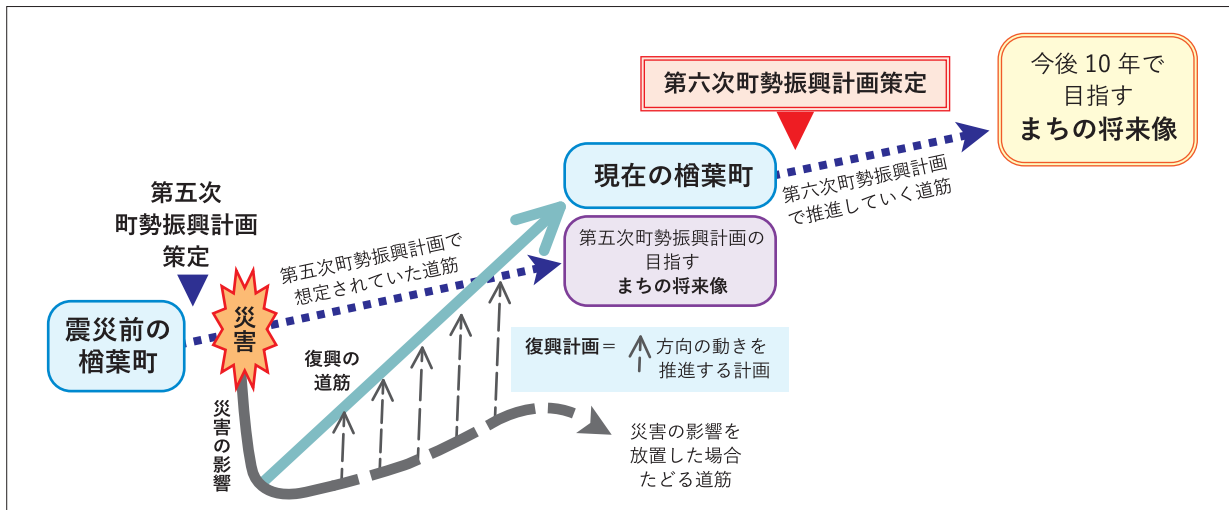 今後 10 年で
目指す
まちの将来像
第六次町勢振興計画策定
現在の楢葉町
第六次町勢振興計画
で推進していく道筋
第五次
町勢振興計画
策定
第五次町勢振興計画で
想定されていた道筋
第五次町勢振興計画の
目指す
まちの将来像
震災前の
楢葉町
災害
復興の
道筋
復興計画＝
方向の動きを
推進する計画
災害の影響
災害の影響を
放置した場合
たどる道筋